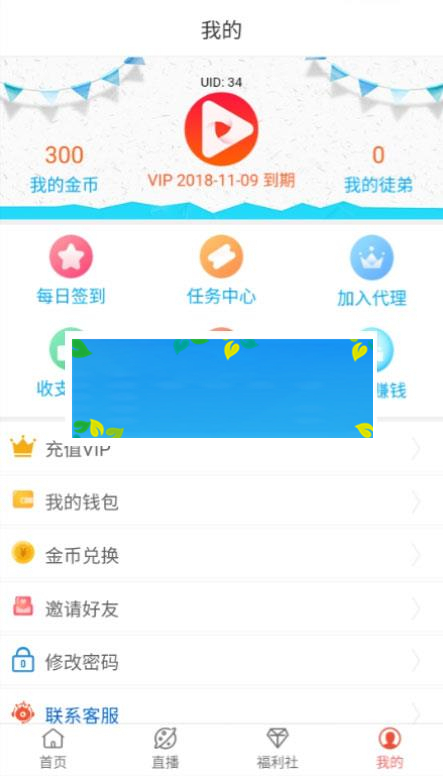 我的
UID: 34
300
0
我的金币
VIP 2018-11-09 到期
我的徒弟
每日签到
任务中心
加入代理
收支
赚钱
充值VIP
我的钱包
金币兑换
邀请好友
修改密码
联系客服
首页
直播
福利社
我的